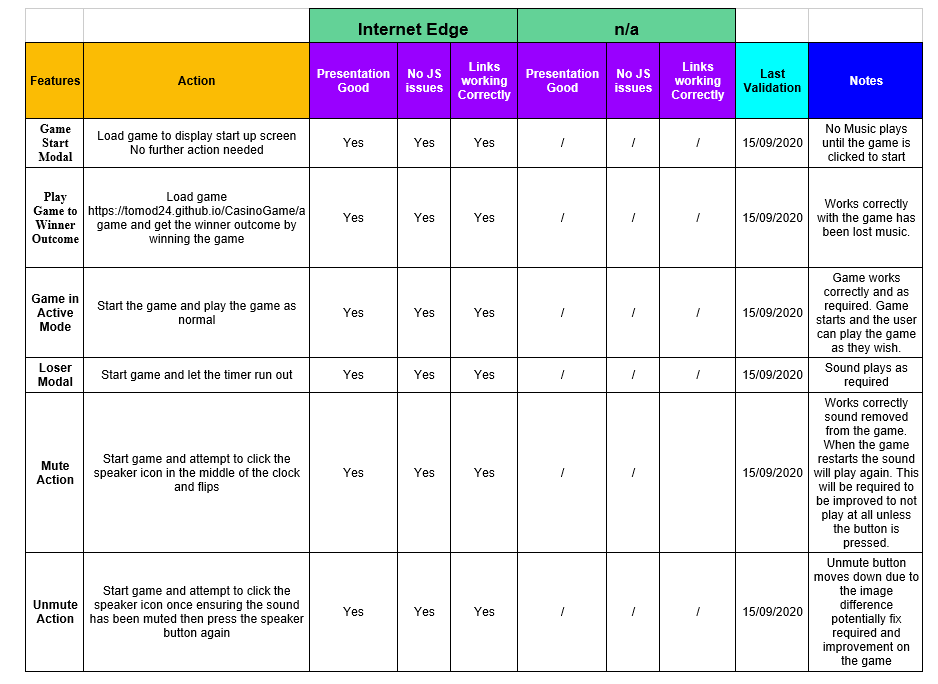 Internet Edge n/a
Features Action Presentation Good No JS issues Links working Correctly Presentation Good No JS issues Links working Correctly Last Validation Notes
Game
Start
Modal
Load game to display start up screen
No further action needed
Yes Yes Yes / / / 15/09/2020
No Music plays
until the game is
clicked to start
Play
Game to
Winner
Outcome
Load game
https://tomod24.github.io/CasinoGame/a
game and get the winner outcome by
winning the game
Yes Yes Yes / / / 15/09/2020
Works correctly
with the game has
been lost music.
Game in
Active
Mode
Start the game and play the game as
normal
Yes Yes Yes / / / 15/09/2020
Game works
correctly and as
required. Game
starts and the user
can play the game
as they wish.
Loser
Modal
Start game and let the timer run out
Yes Yes Yes / / / 15/09/2020
Sound plays as
required
Mute
Action
Start game and attempt to click the
speaker icon in the middle of the clock
and flips
Yes Yes Yes / / 15/09/2020
Works correctly
sound removed
from the game.
When the game
restarts the sound
will play again. This
will be required to
be improved to not
play at all unless
the button is
pressed.
Unmute
Action
Start game and attempt to click the
speaker icon once ensuring the sound
has been muted then press the speaker
button again
Yes Yes Yes / / / 15/09/2020
Unmute button
moves down due to
the image
difference
potentially fix
required and
improvement on
the game